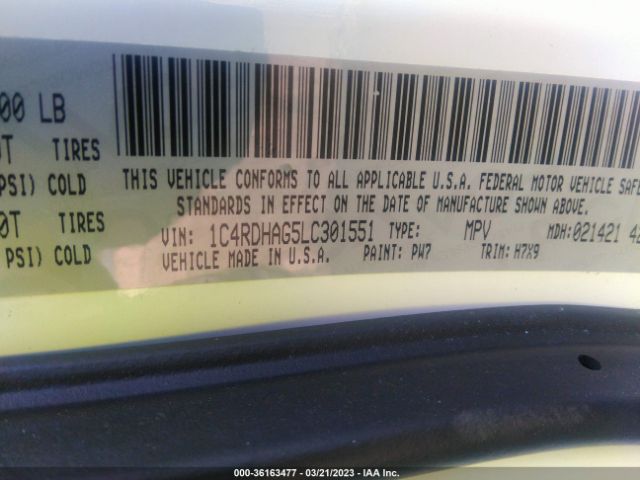 00 LB
0T TIRES
PSI) COLD
0T TIRES
PSI) COLD
THIS VEHICLE CONFORMS TO ALL APPLICABLE U.S.A. FEDERAL MOTOR VEHICLE SAFE
STANDARDS IN EFFECT ON THE DATE OF MANUFACTURE SHOWN ABOVE.
VIN: 1C4RDHAG5LC301551 TYPE: MPV MDH:021421 42
VEHICLE MADE IN U.S.A. PAINT: PW7 TRIM: H7X9
000-36163477 — 03/21/2023 — IAA Inc.